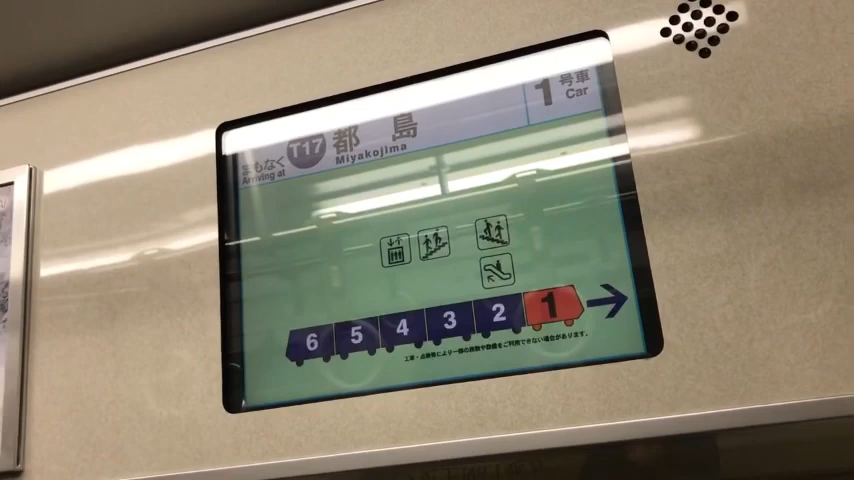 まもなく
Arriving at
T17
都島
Miyakojima
1
号車
Car
6 5 4 3 2 1
工事・点検等により一部の設備や動線をご利用できない場合があります。